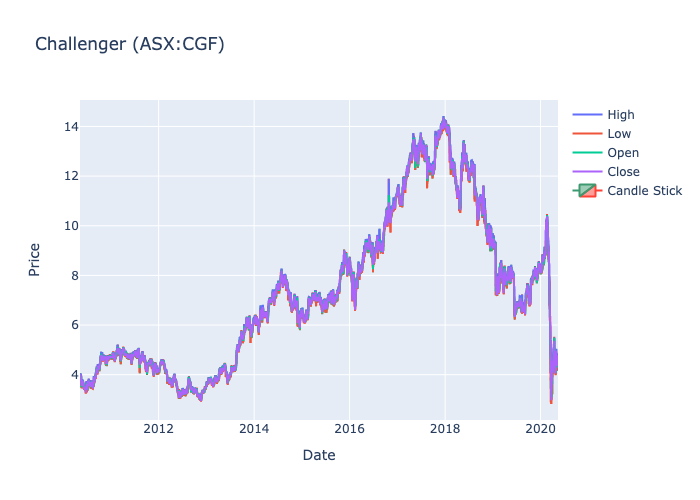 Challenger (ASX:CGF)
High
Low
Open
Close
Candle Stick
Price
14
12
10
8
6
4
2012
2014
2016
2018
2020
Date